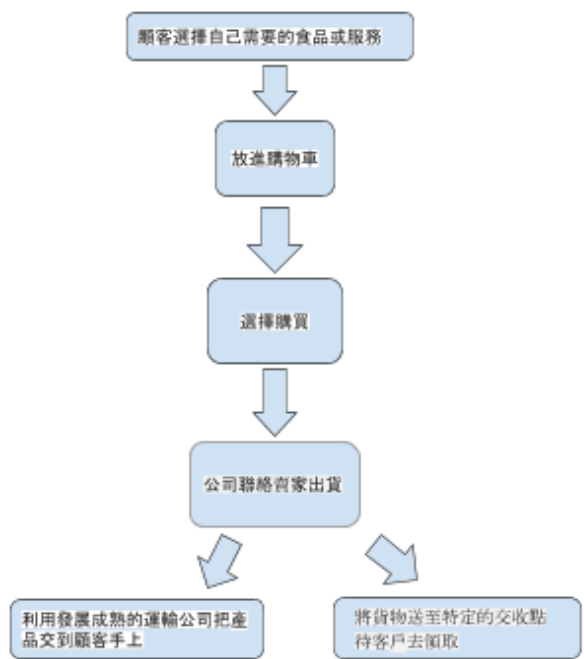 顧客選擇自己需要的食品或服務
放進購物車
選擇購買
公司聯絡賣家出貨
利用發展成熟的運輸公司把產
品交到顧客手上
將貨物送至特定的交收點
待客戶去領取